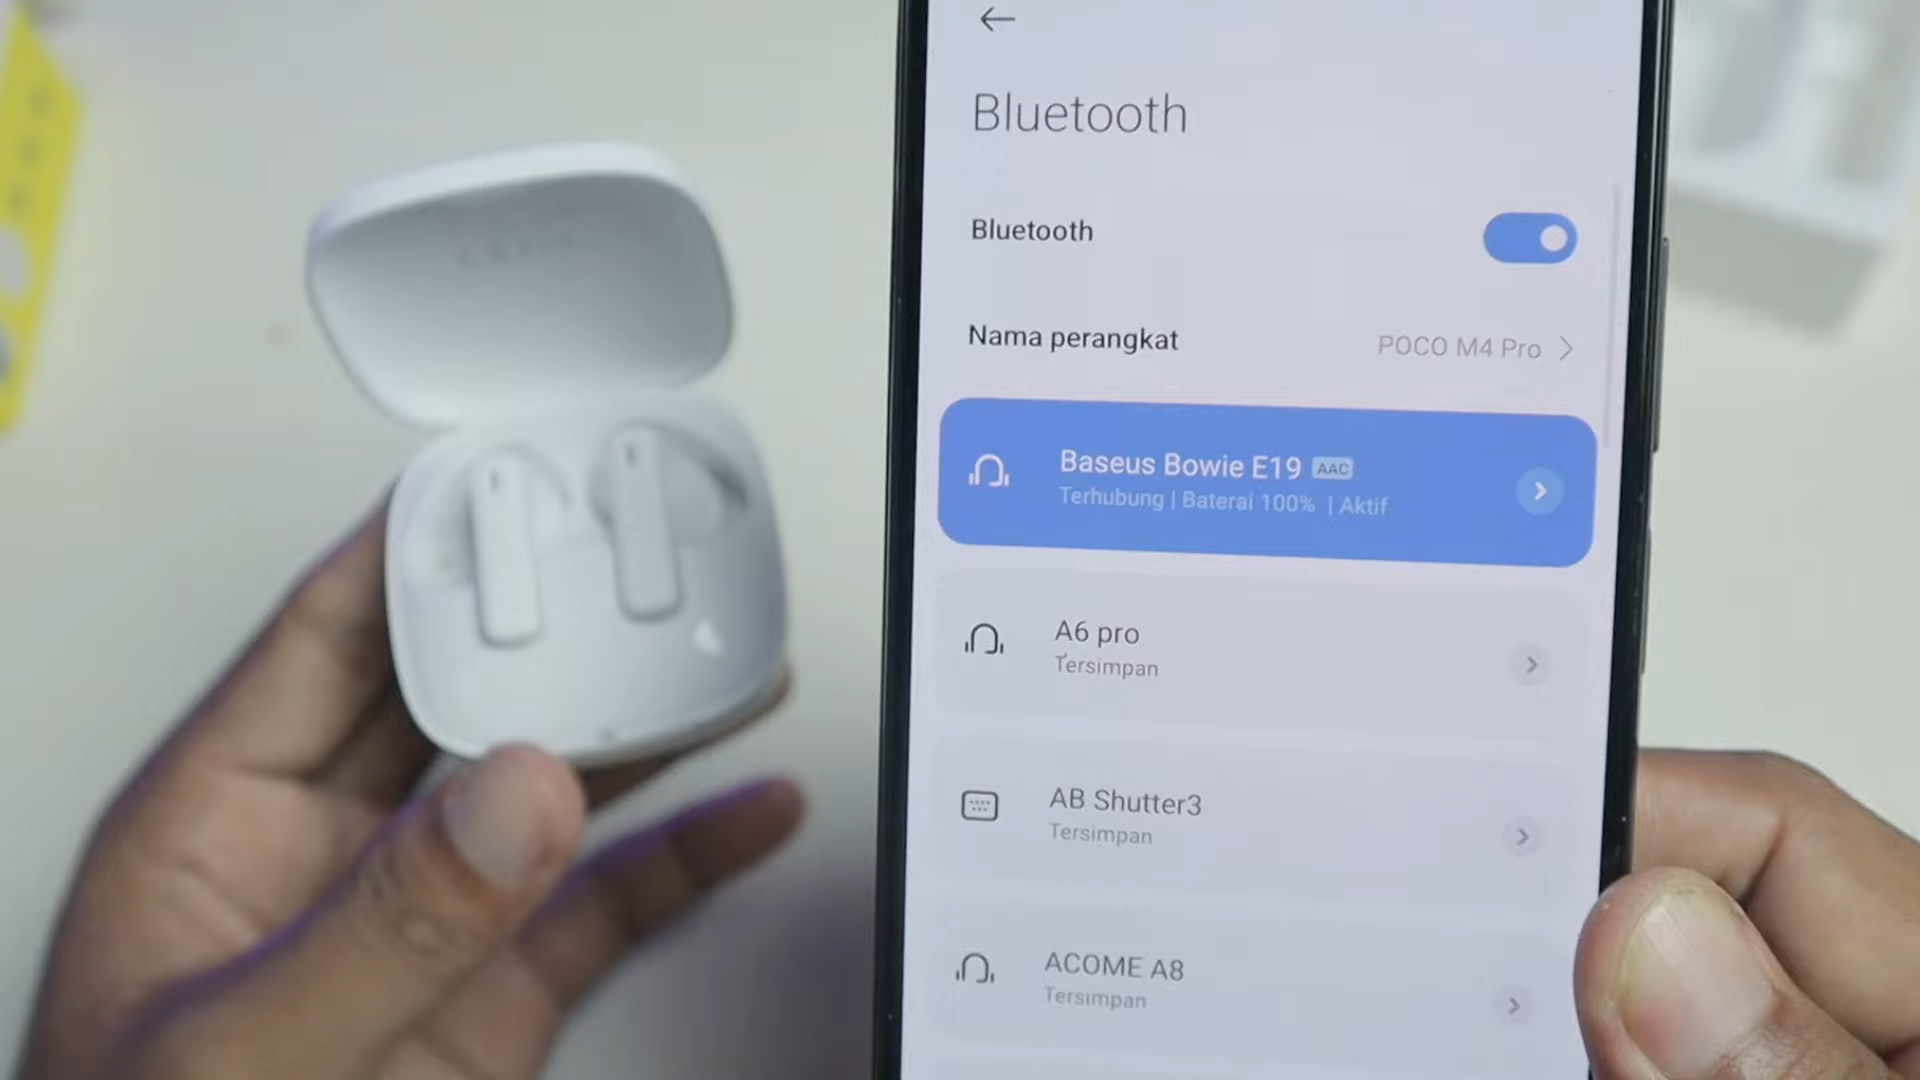 Bluetooth
Bluetooth
Nama perangkat
POCO M4 Pro
Baseus Bowie E19 AAC
Terhubung | Baterai 100% | Aktif
A6 pro
Tersimpan
AB Shutter3
Tersimpan
ACOME A8
Tersimpan